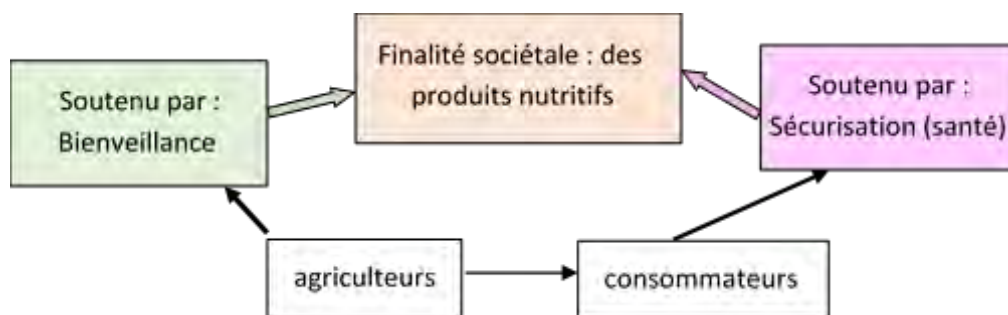 Finalité sociétale : des
produits nutritifs
Soutenu par :
Bienveillance
Soutenu par :
Sécurisation (santé)
agriculteurs
consommateurs